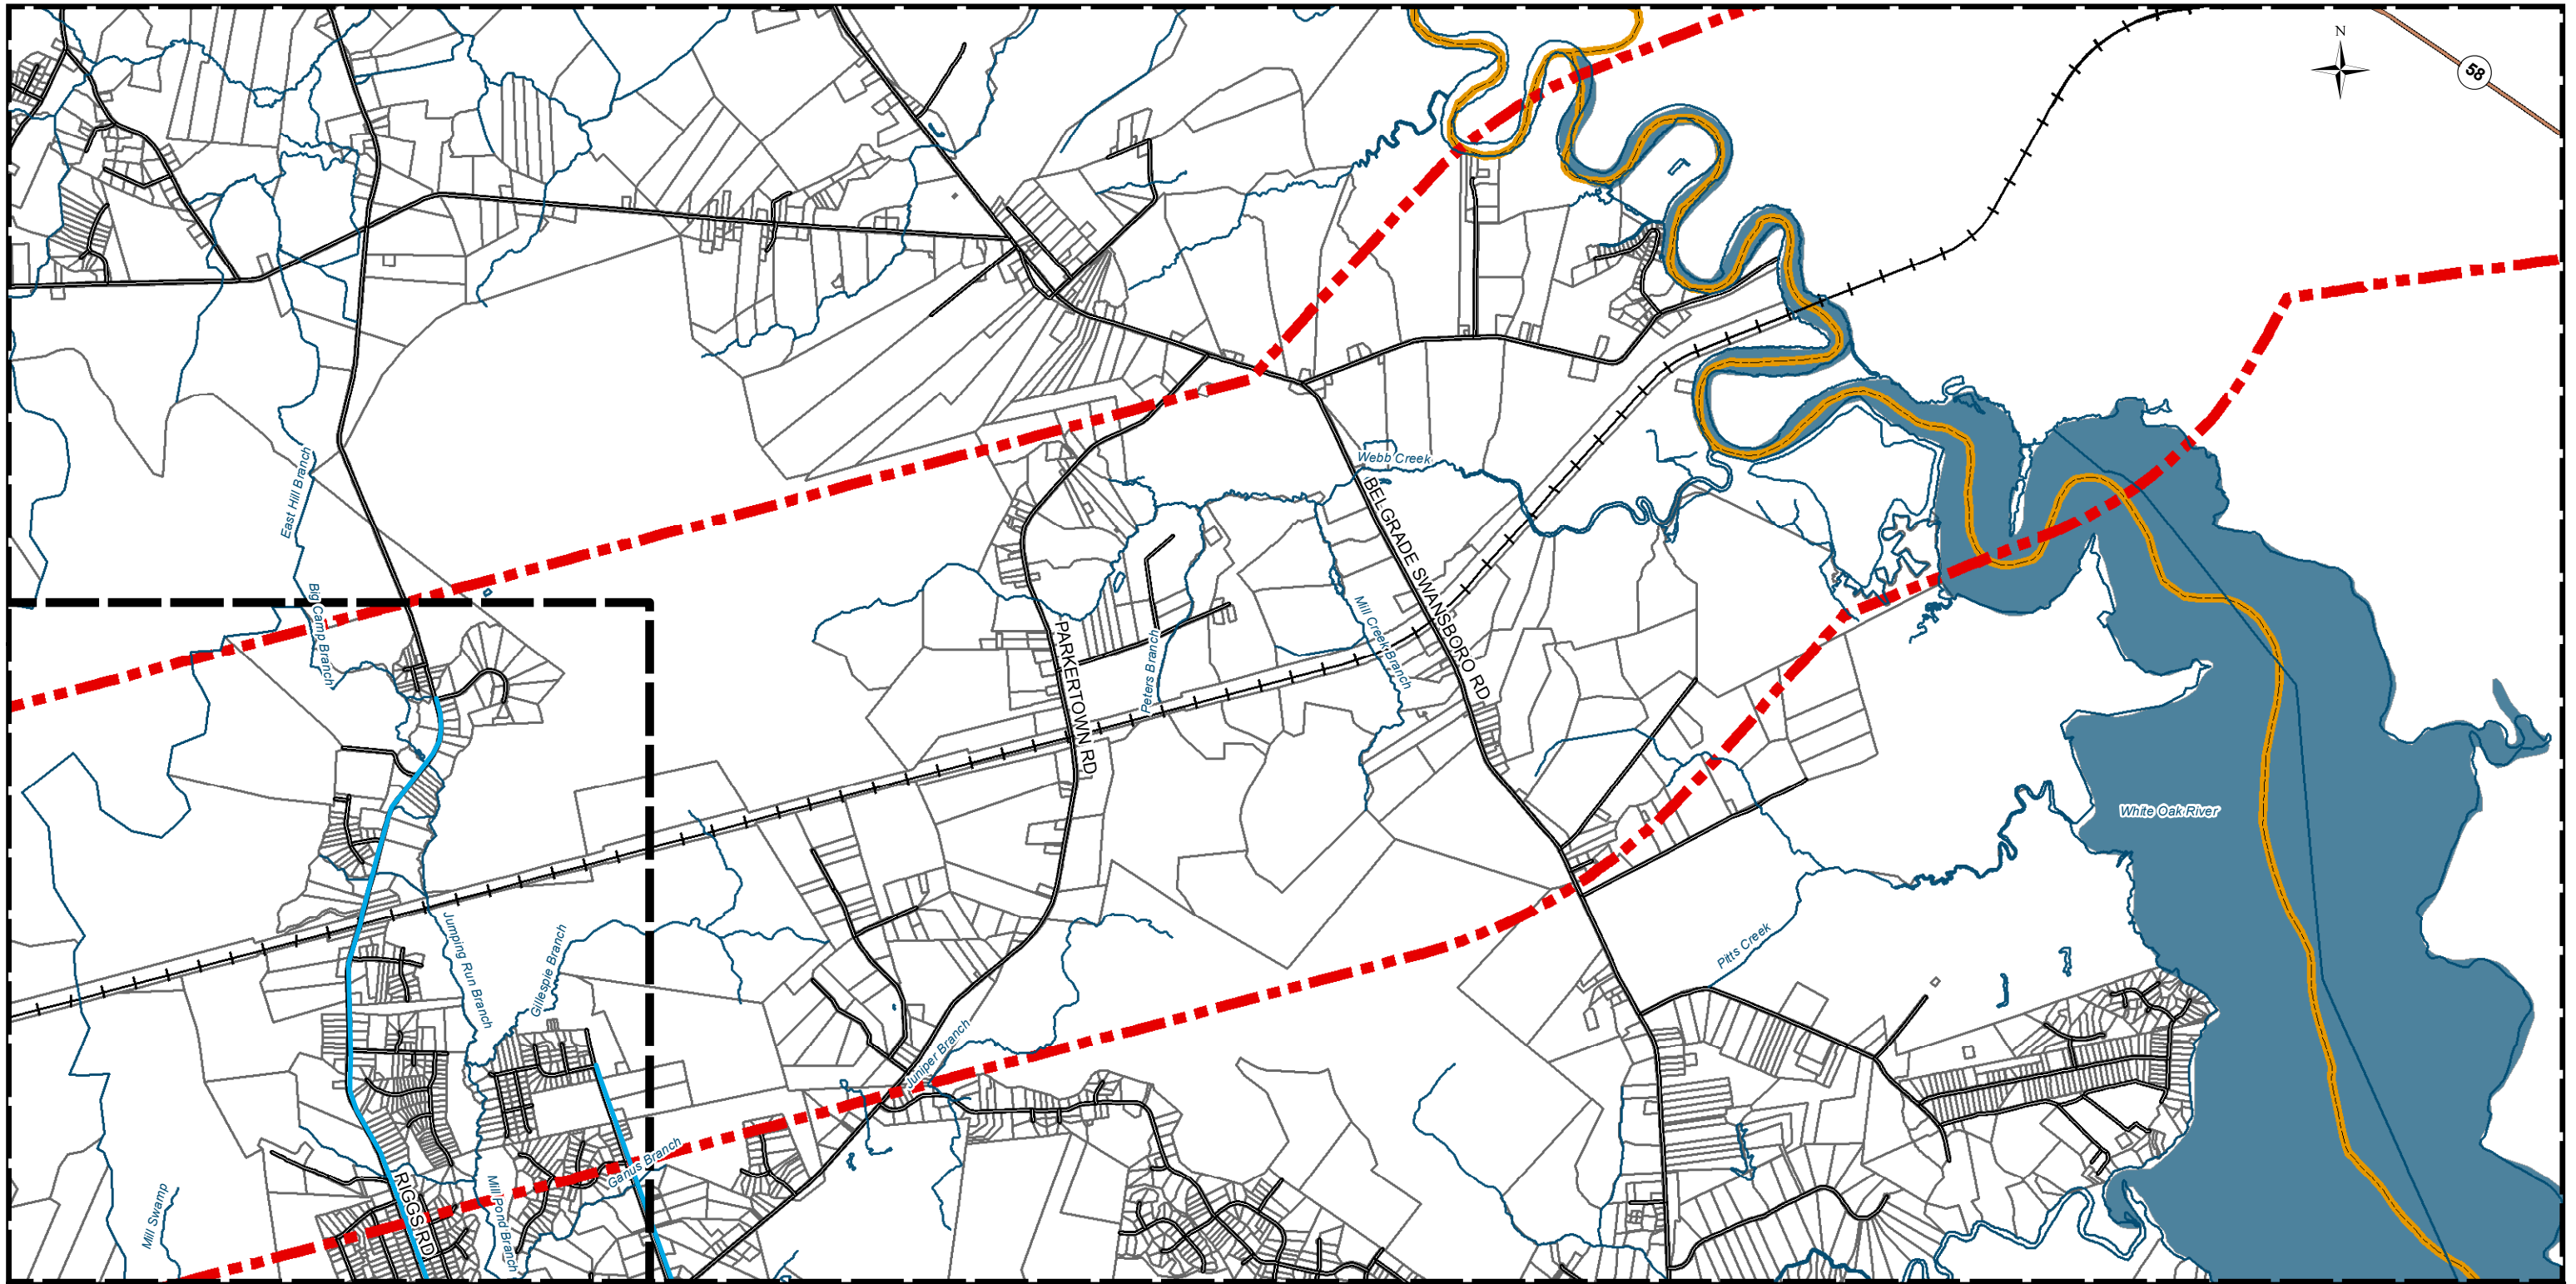 N
58
Webb Creek
East Hill Branch
BELGRADE SWANSBORO RD
Big Camp Branch
Mill Creek Branch
PARKERTOWN RD
Peters Branch
White Oak River
Jumping Run Branch
Gillespie Branch
Pitts Creek
Juniper Branch
Ganus Branch
Mill Swamp
RIGGS RD
Mill Pond Branch